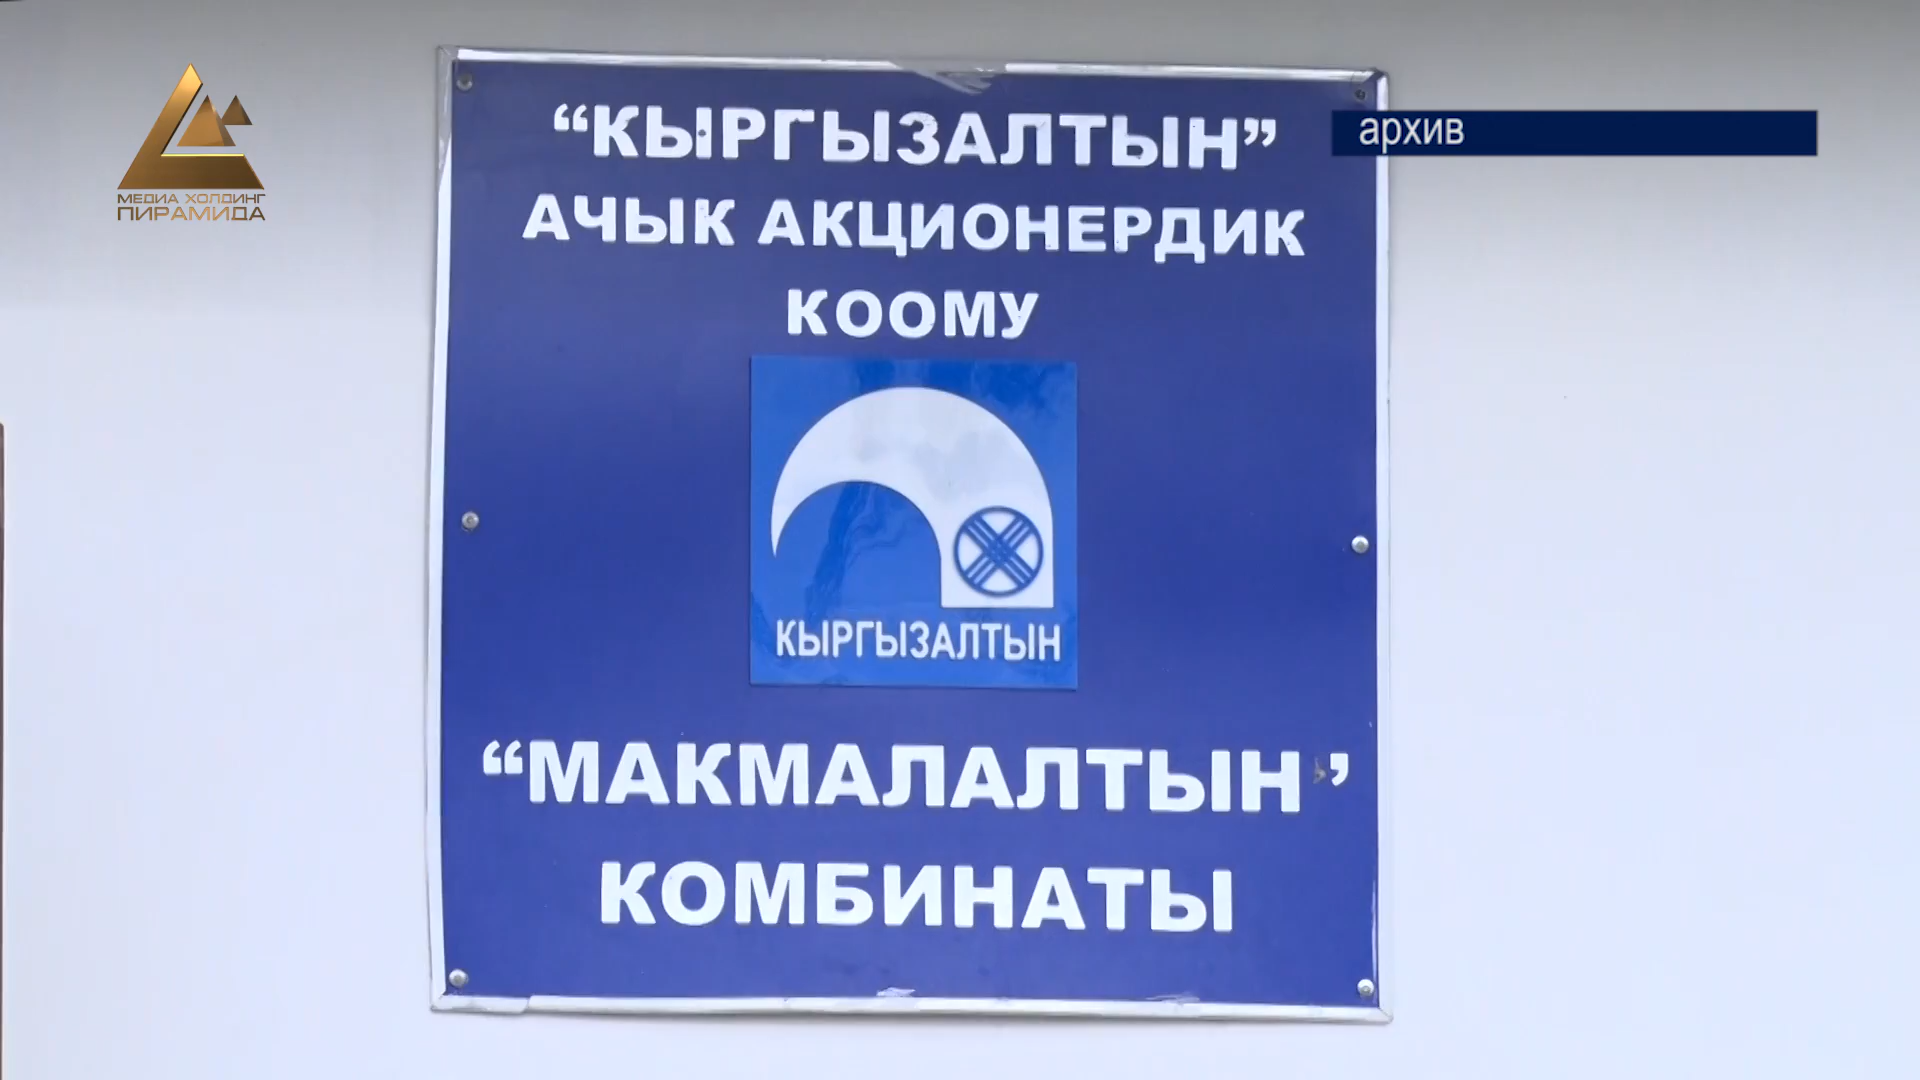 МЕДИА ХОЛДИНГ
ПИРАМИДА
архив
“КЫРГЫЗАЛТЫН”
АЧЫК АКЦИОНЕРДИК
КООМУ
КЫРГЫЗАЛТЫН
“МАКМАЛАЛТЫН’
КОМБИНАТЫ